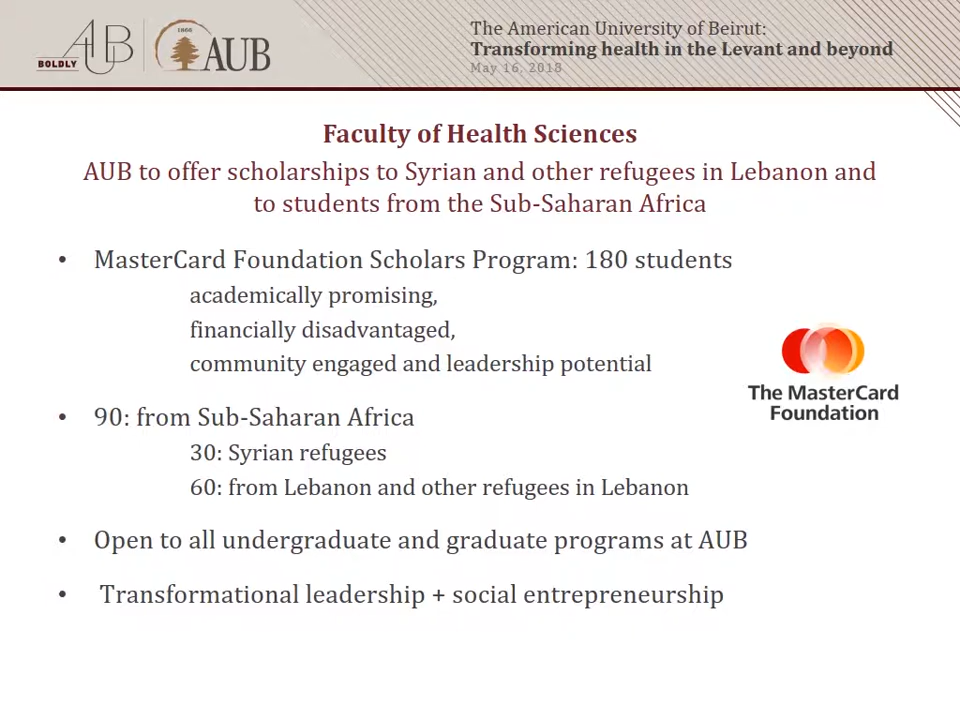 AUB
BOLDLY
1866
AUB
The American University of Beirut:
Transforming health in the Levant and beyond
May 16, 2018
Faculty of Health Sciences
AUB to offer scholarships to Syrian and other refugees in Lebanon and
to students from the Sub-Saharan Africa
• MasterCard Foundation Scholars Program: 180 students
academically promising,
financially disadvantaged,
community engaged and leadership potential
The MasterCard
Foundation
• 90: from Sub-Saharan Africa
30: Syrian refugees
60: from Lebanon and other refugees in Lebanon
• Open to all undergraduate and graduate programs at AUB
• Transformational leadership + social entrepreneurship